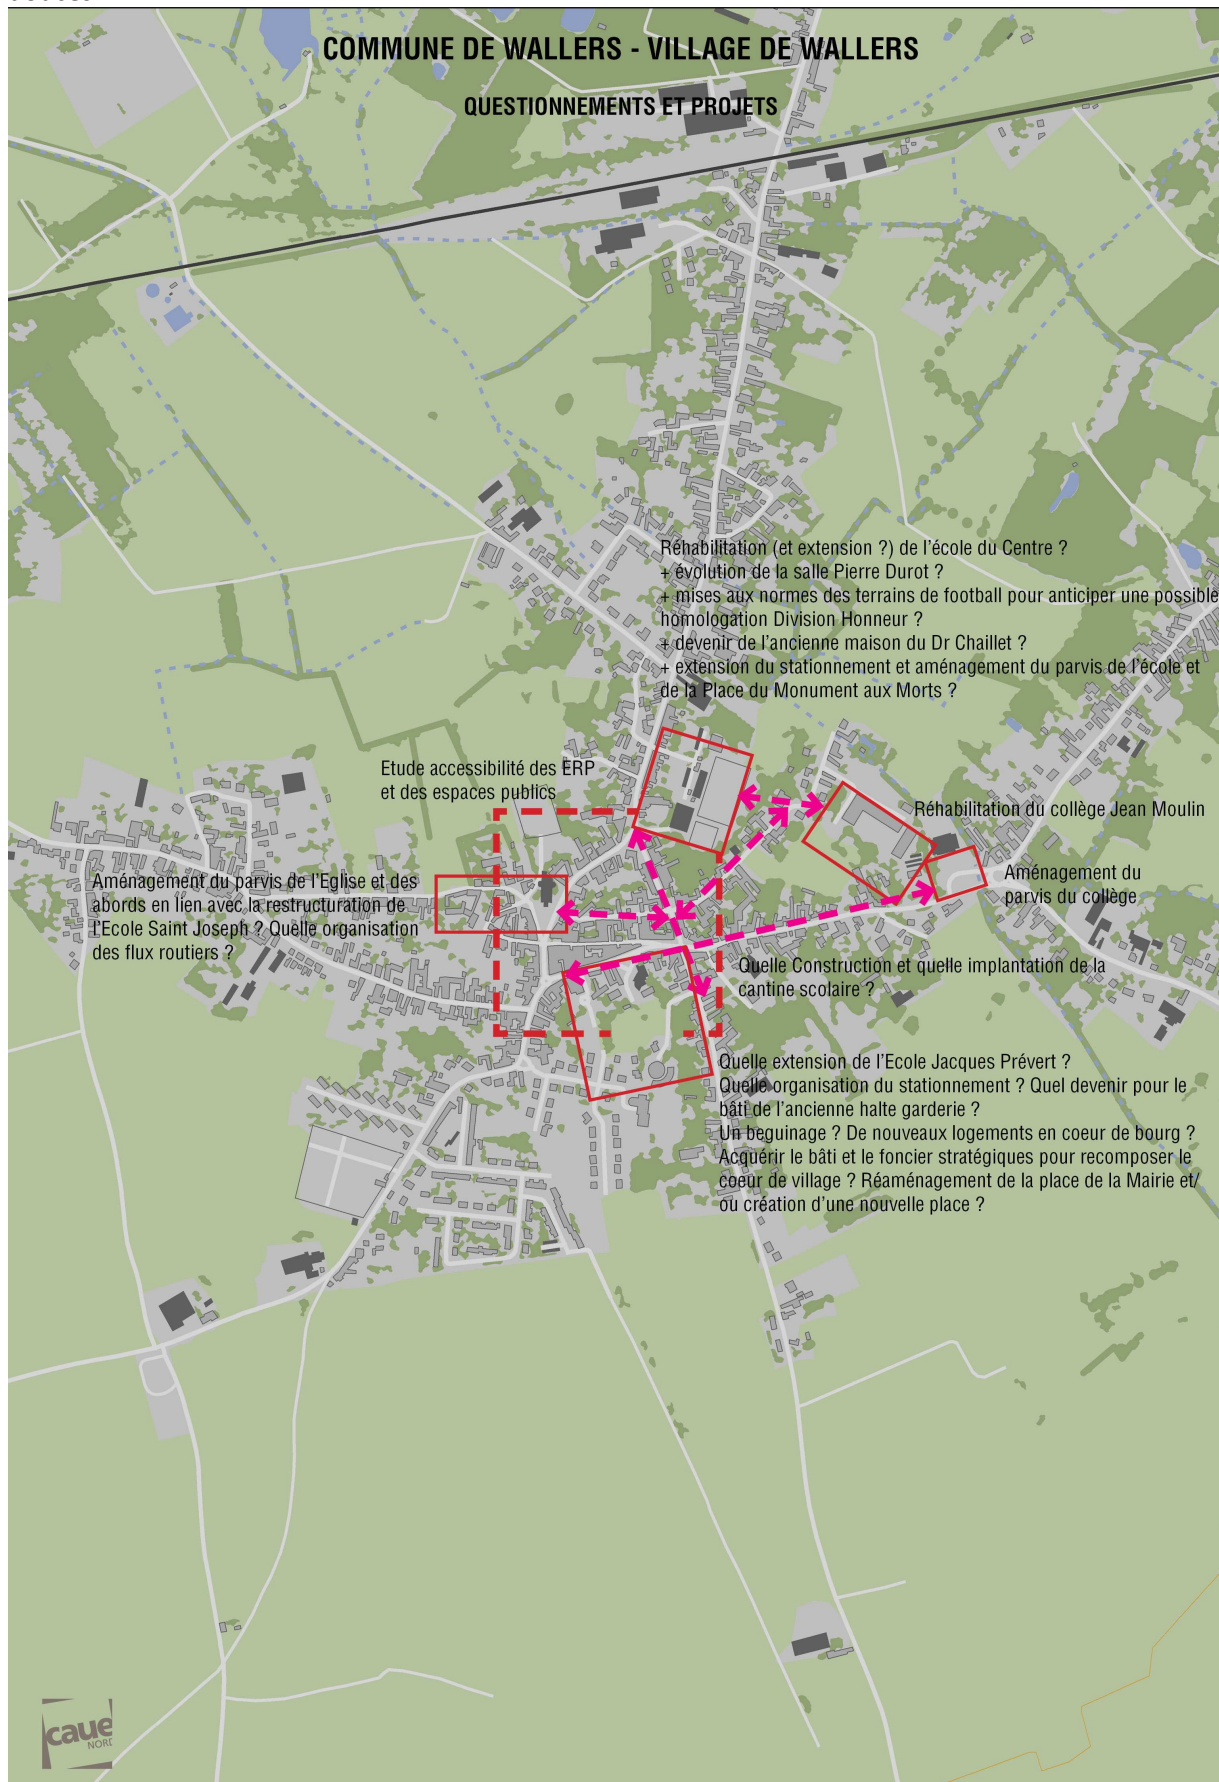 COMMUNE DE WALLERS - VILLAGE DE WALLERS
QUESTIONNEMENTS ET PROJETS
Réhabilitation (et extension ?) de l'école du Centre ?
+ évolution de la salle Pierre Durot ?
+ mises aux normes des terrains de football pour anticiper une possible
homologation Division Honneur ?
+ devenir de l'ancienne maison du Dr Chaillet ?
+ extension du stationnement et aménagement du parvis de l'école et
de la Place du Monument aux Morts ?
Etude accessibilité des ERP
et des espaces publics
Réhabilitation du collège Jean Moulin
Aménagement du
parvis du collège
Aménagement du parvis de l'Eglise et des
abords en lien avec la restructuration de
l'Ecole Saint Joseph ? Quelle organisation
des flux routiers ?
Quelle Construction et quelle implantation de la
cantine scolaire ?
Quelle extension de l'Ecole Jacques Prévert ?
Quelle organisation du stationnement ? Quel devenir pour le
bâti de l'ancienne halte garderie ?
Un beguinage ? De nouveaux logements en coeur de bourg ?
Acquérir le bâti et le foncier stratégiques pour recomposer le
coeur de village ? Réaménagement de la place de la Mairie et/
ou création d'une nouvelle place ?
caue
NORD